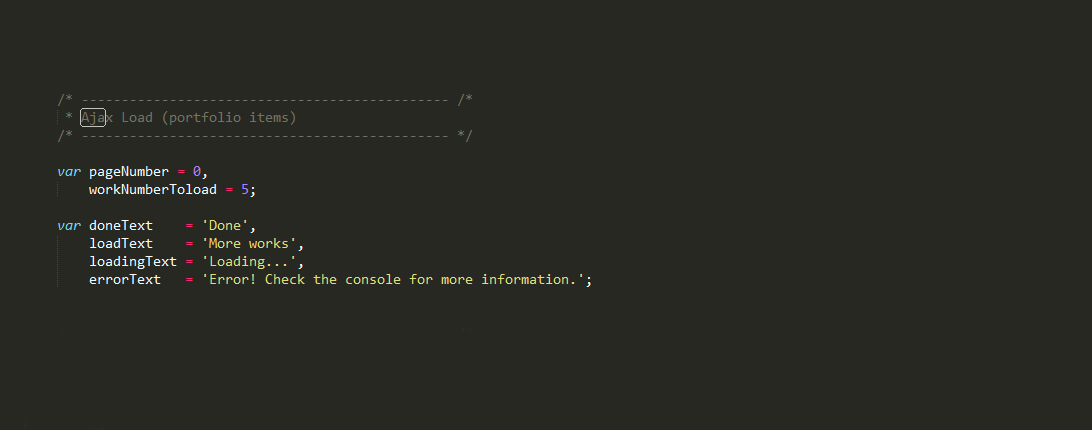 /* ---------------------------------------------- /*
 * Ajax Load (portfolio items)
/* ---------------------------------------------- */
var pageNumber = 0,
    workNumberToload = 5;
var doneText    = 'Done',
    loadText    = 'More works',
    loadingText = 'Loading...',
    errorText   = 'Error! Check the console for more information.';